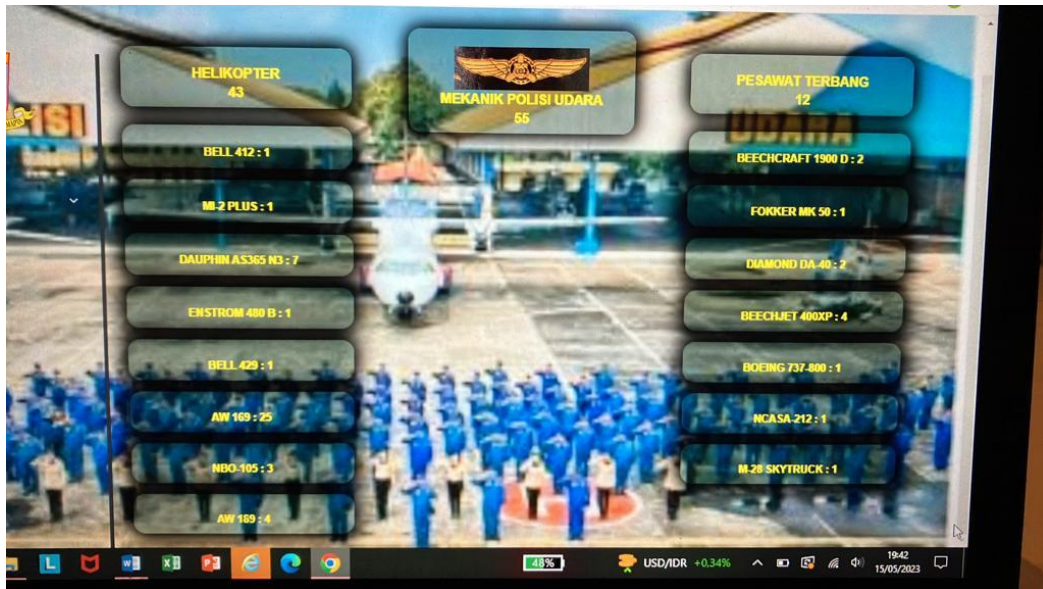 HELIKOPTER
43
BELL 412 : 1
MI-2 PLUS : 1
DAUPHIN AS365 N3 : 7
ENSTROM 480 B : 1
BELL 429 : 1
AW 169 : 25
NBO-105 : 3
AW 189 : 4
MEKANIK POLISI UDARA
55
PESAWAT TERBANG
12
UDARA
BEECHCRAFT 1900 D : 2
FOKKER MK 50 : 1
DIAMOND DA-40 : 2
BEECHJET 400XP : 4
BOEING 737-800 : 1
NCASA-212 : 1
M-28 SKYTRUCK : 1
48%
USD/IDR +0,34%
19:42
15/05/2023